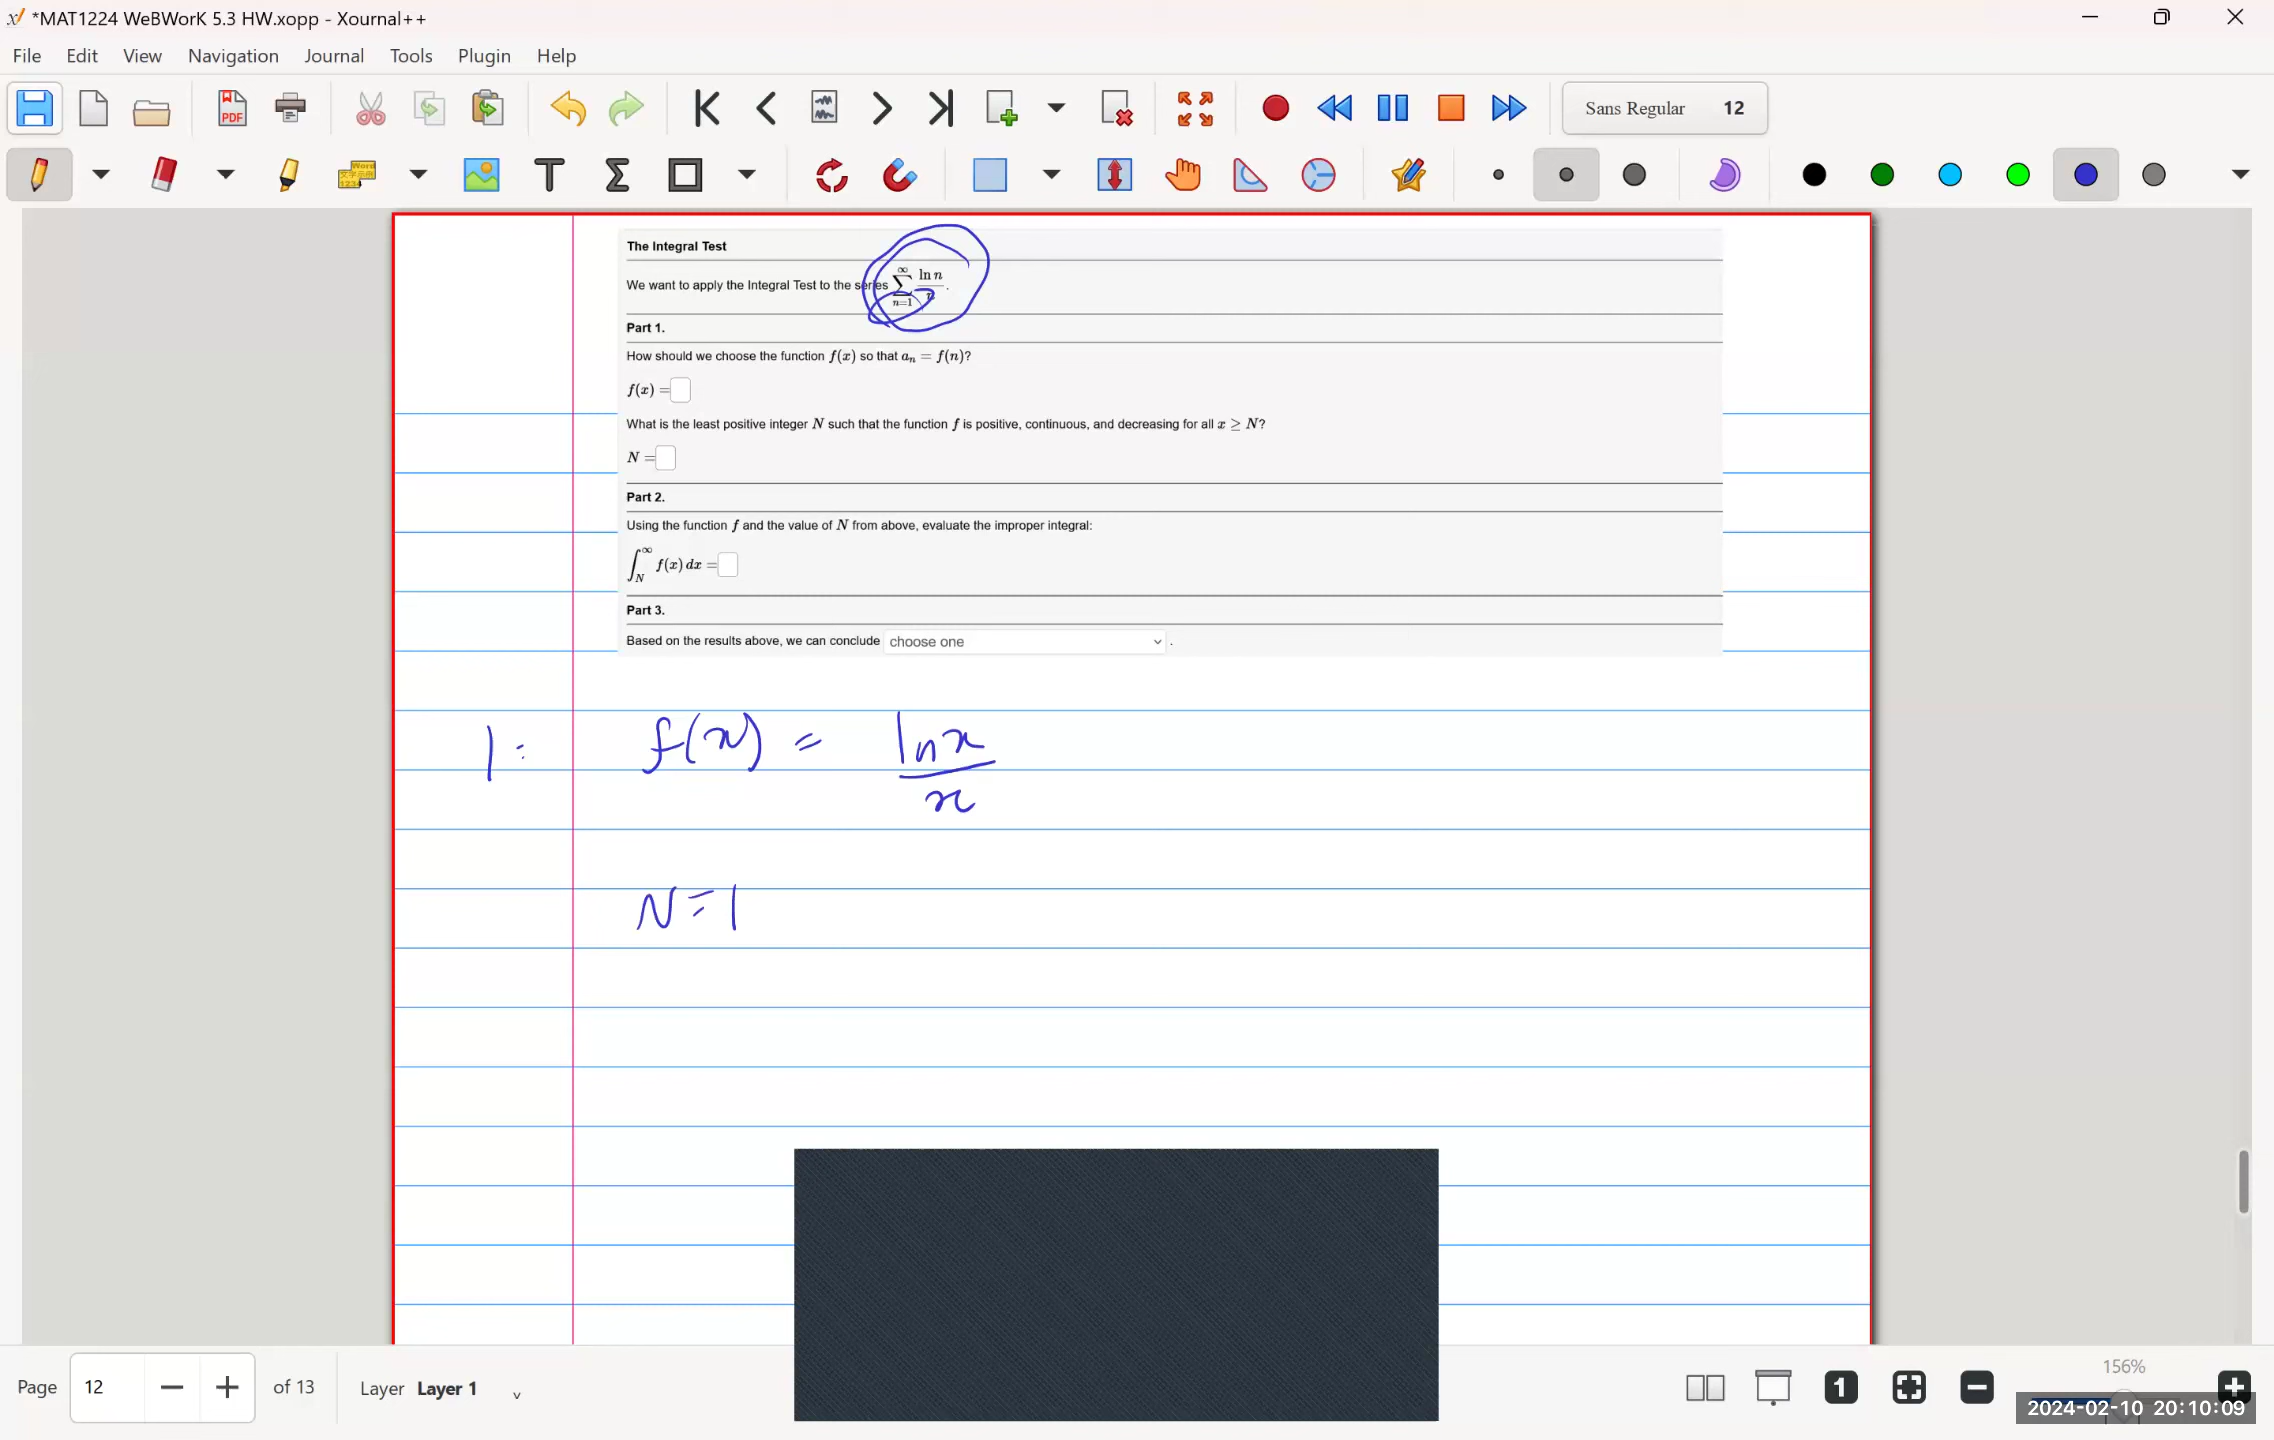 *MAT1224 WeBWorK 5.3 HW.xopp - Xournal++
File Edit View Navigation Journal Tools Plugin Help
PDF Sans Regular 12
The Integral Test
We want to apply the Integral Test to the series ∑_{n=1}^{∞} ln n / n.
Part 1.
How should we choose the function f(x) so that aₙ = f(n)?
f(x) =
What is the least positive integer N such that the function f is positive, continuous, and decreasing for all x ≥ N?
N =
Part 2.
Using the function f and the value of N from above, evaluate the improper integral:
∫_N^∞ f(x) dx =
Part 3.
Based on the results above, we can conclude choose one .
1: f(x) = ln x / x
N = 1
Page 12 of 13 Layer Layer 1 1 156%
2024-02-10 20:10:09